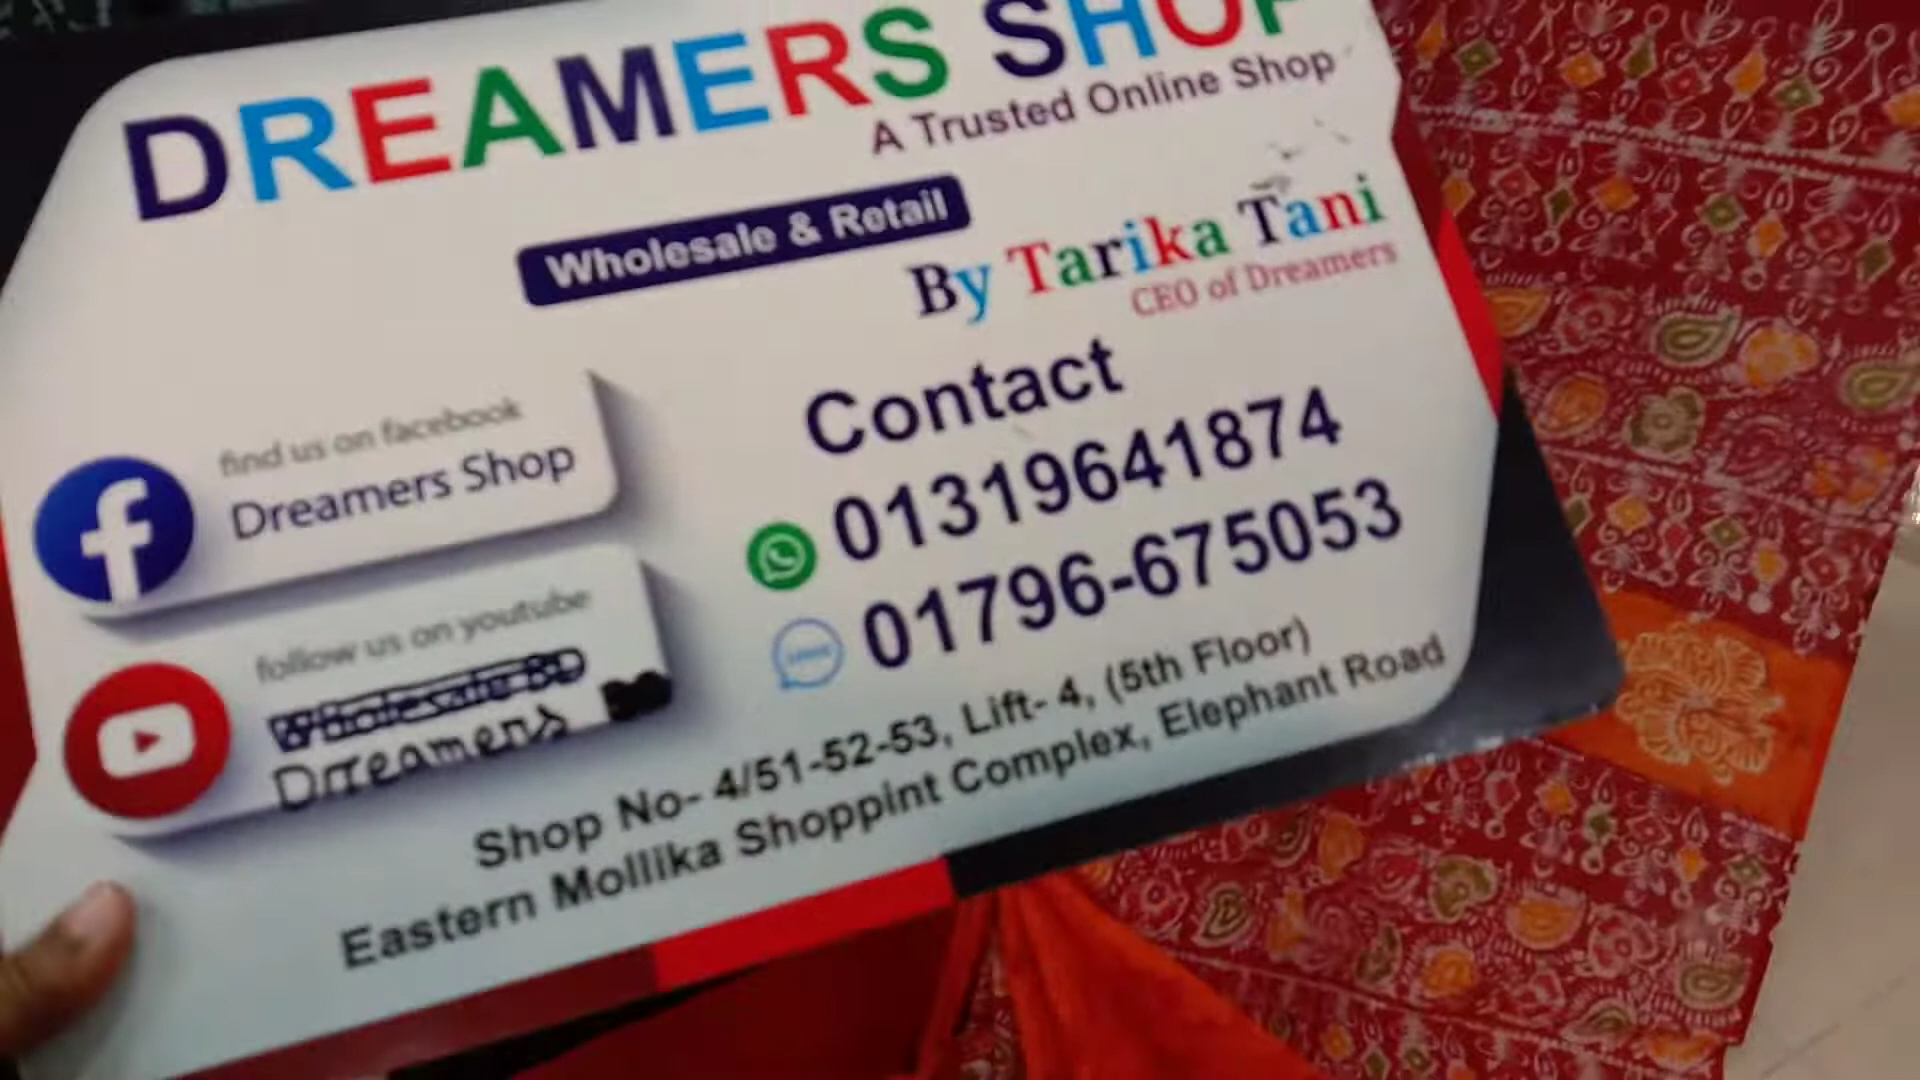 DREAMERS SHOP
A Trusted Online Shop
Wholesale & Retail
By Tarika Tani
CEO of Dreamers
find us on facebook
Dreamers Shop
follow us on youtube
Wholesale BD
Dreamers
Contact
01319641874
01796-675053
Shop No- 4/51-52-53, Lift- 4, (5th Floor)
Eastern Mollika Shoppint Complex, Elephant Road